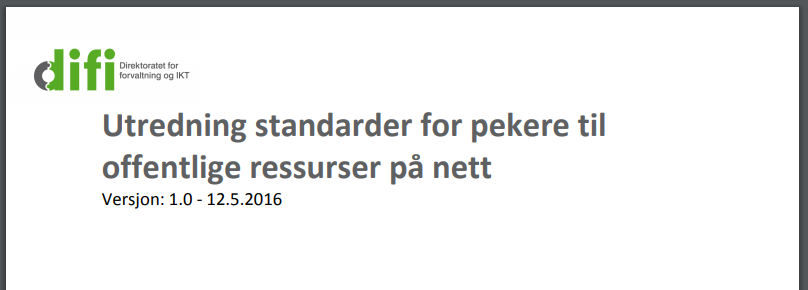 difi
Direktoratet for
forvaltning og IKT
Utredning standarder for pekere til
offentlige ressurser på nett
Versjon: 1.0 - 12.5.2016